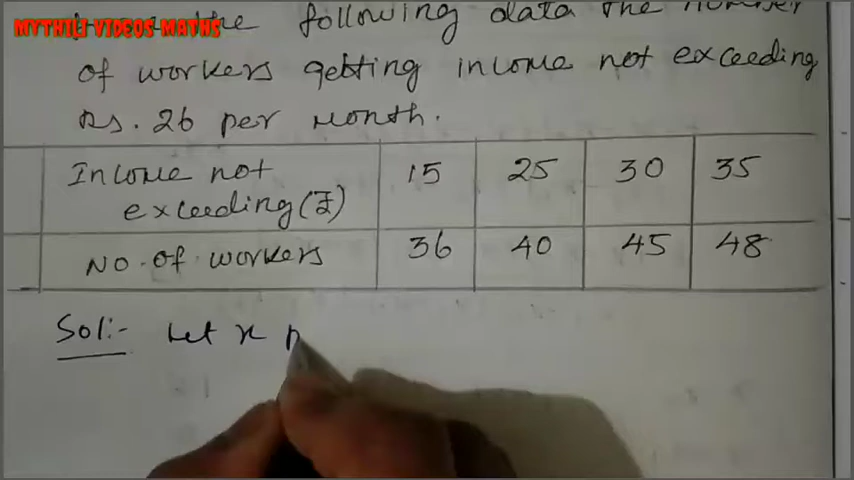 MYTHILI VIDEOS MATHS
the following data the number
of workers getting income not exceeding
Rs. 26 per month.
Income not exceeding (₹) 15 25 30 35
No. of workers 36 40 45 48
Sol:- Let x